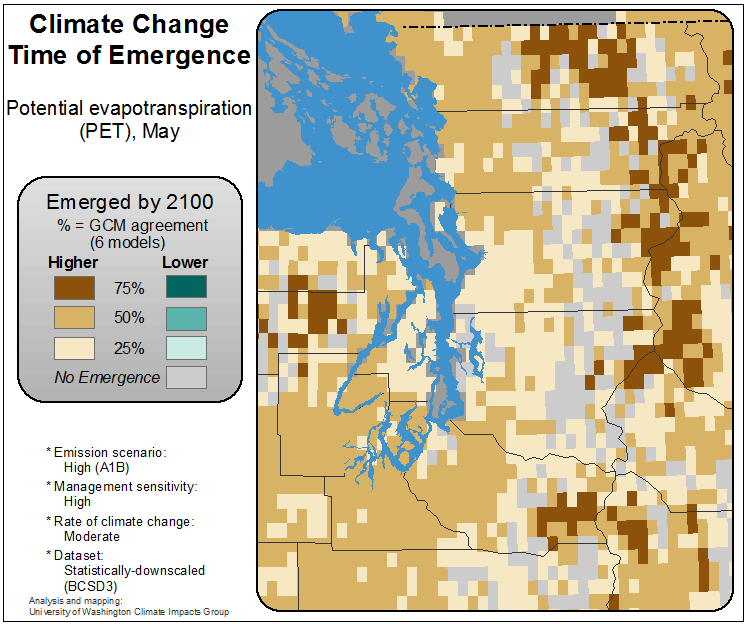 Climate Change
Time of Emergence
Potential evapotranspiration
(PET), May
Emerged by 2100
% = GCM agreement
(6 models)
Higher Lower
75%
50%
25%
No Emergence
* Emission scenario:
High (A1B)
* Management sensitivity:
High
* Rate of climate change:
Moderate
* Dataset:
Statistically-downscaled
(BCSD3)
Analysis and mapping:
University of Washington Climate Impacts Group